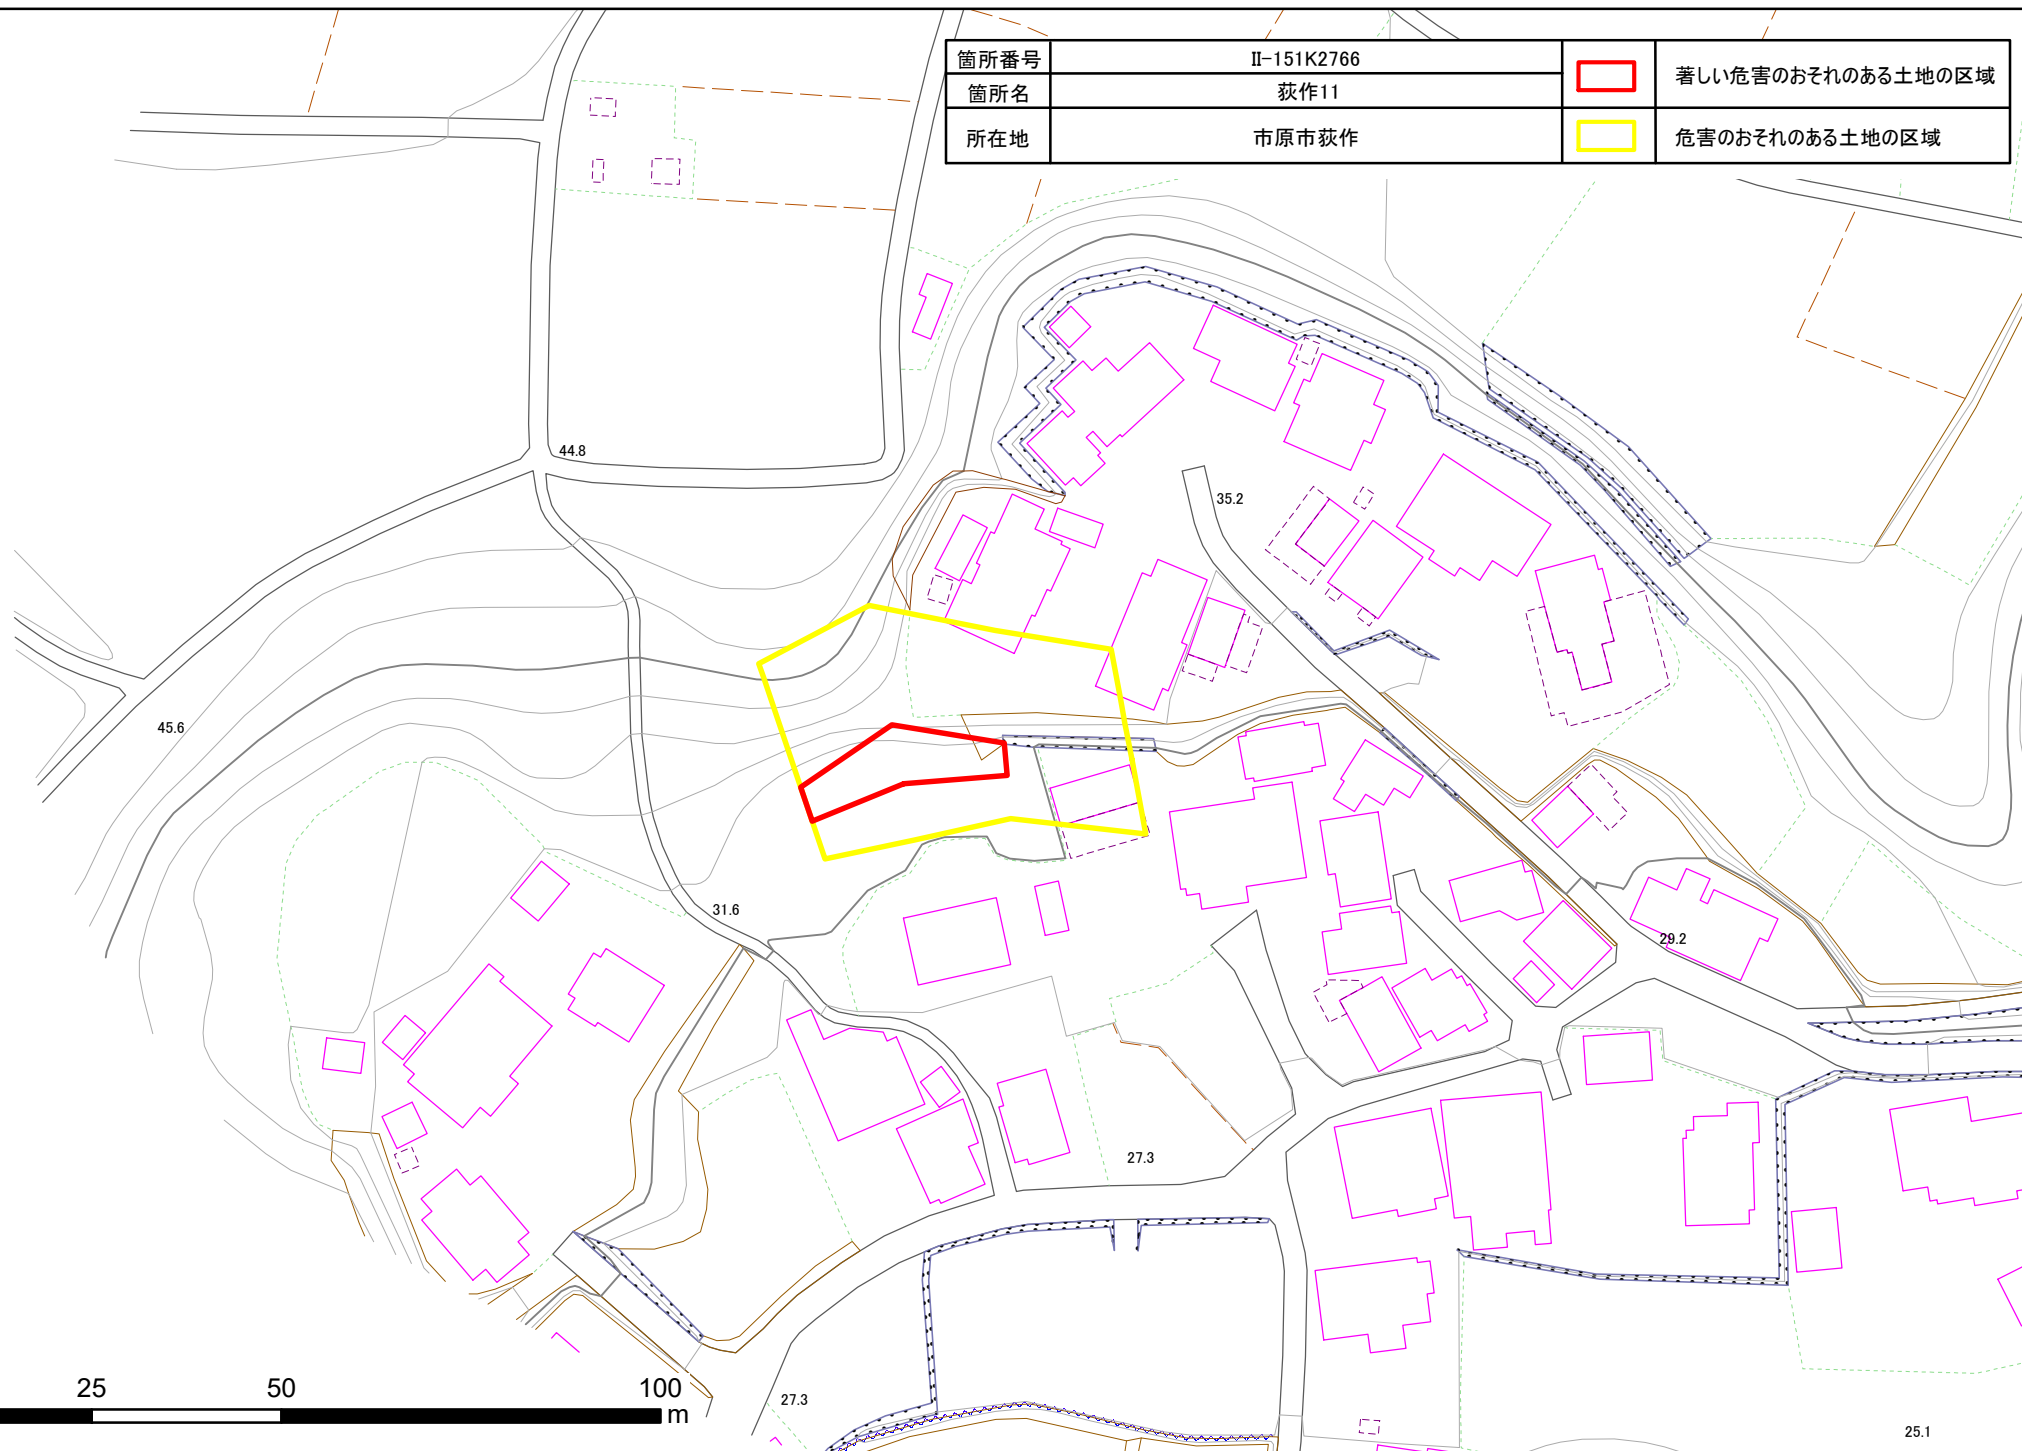 箇所番号 II-151K2766 著しい危害のおそれのある土地の区域
箇所名 荻作11
所在地 市原市荻作 危害のおそれのある土地の区域
44.8
35.2
45.6
31.6
29.2
27.3
27.3
25.1
25 50 100
m